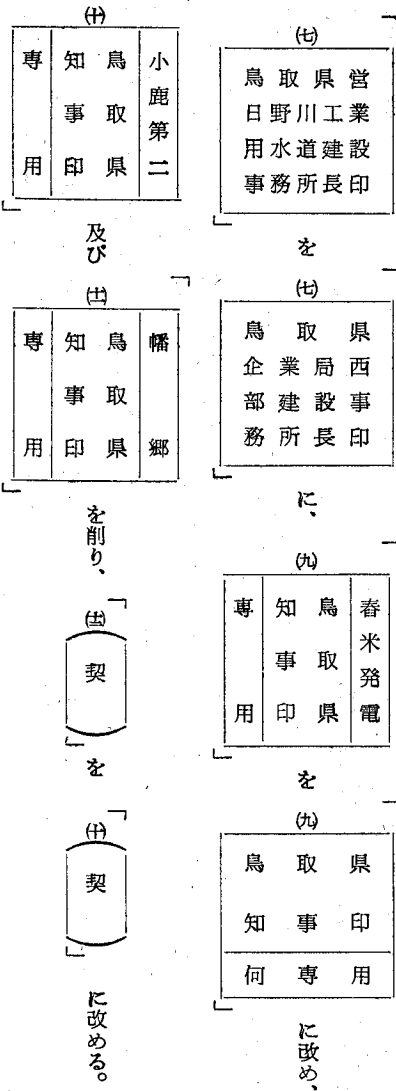 「㈦
鳥取県営
日野川工業
用水道建設
事務所長印
」を
「㈦
鳥取県
企業局西
部建設事
務所長印
」に、
「㈨
春米発電
鳥取県
知事印
専用
」を
「㈨
鳥取県
知事印
何専用
」に改め、
㈩
小鹿第二
鳥取県
知事印
専用
」及び
「(十一)
幡郷
鳥取県
知事印
専用
」を削り、
「(十二)
契
」を
「㈩
契
」に改める。